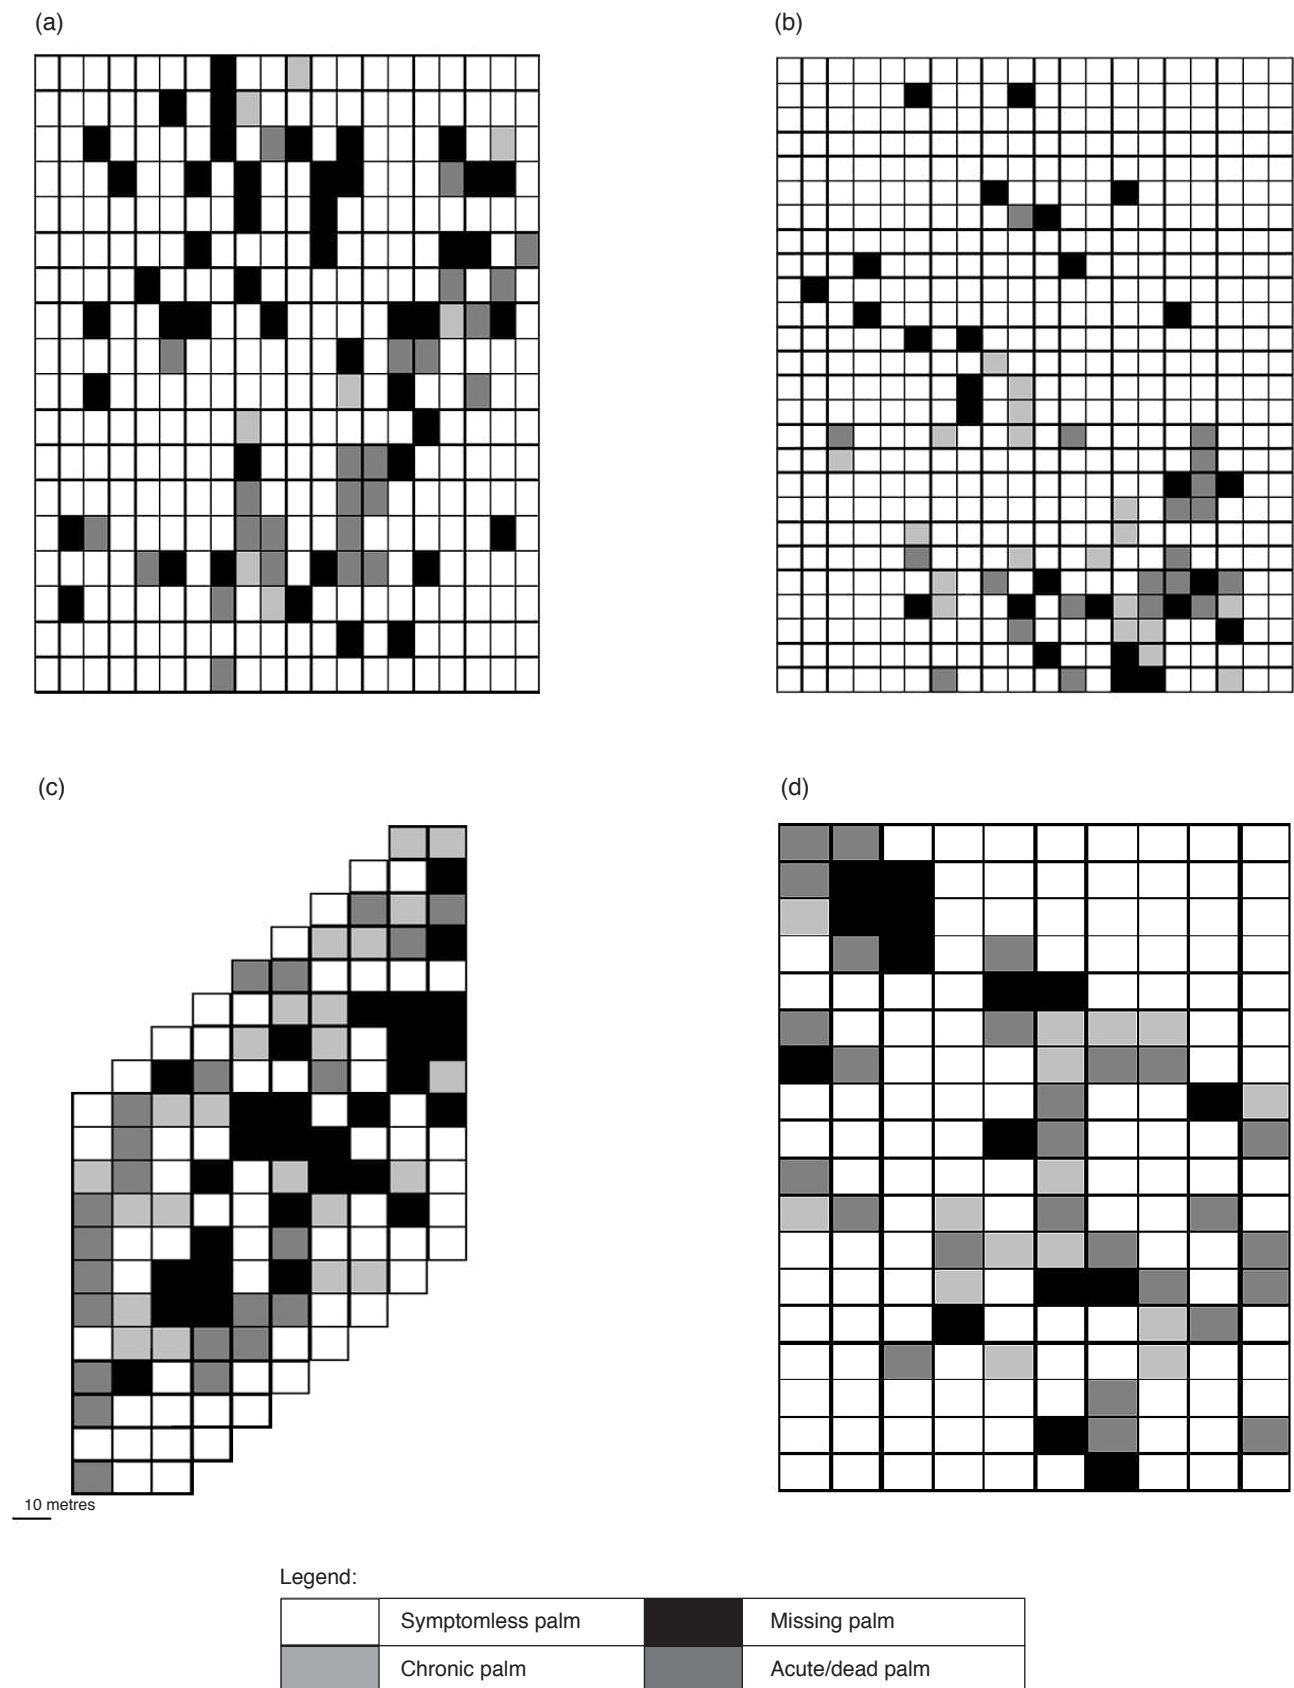 (a)
(b)
(c)
(d)
10 metres
Legend:
Symptomless palm
Missing palm
Chronic palm
Acute/dead palm